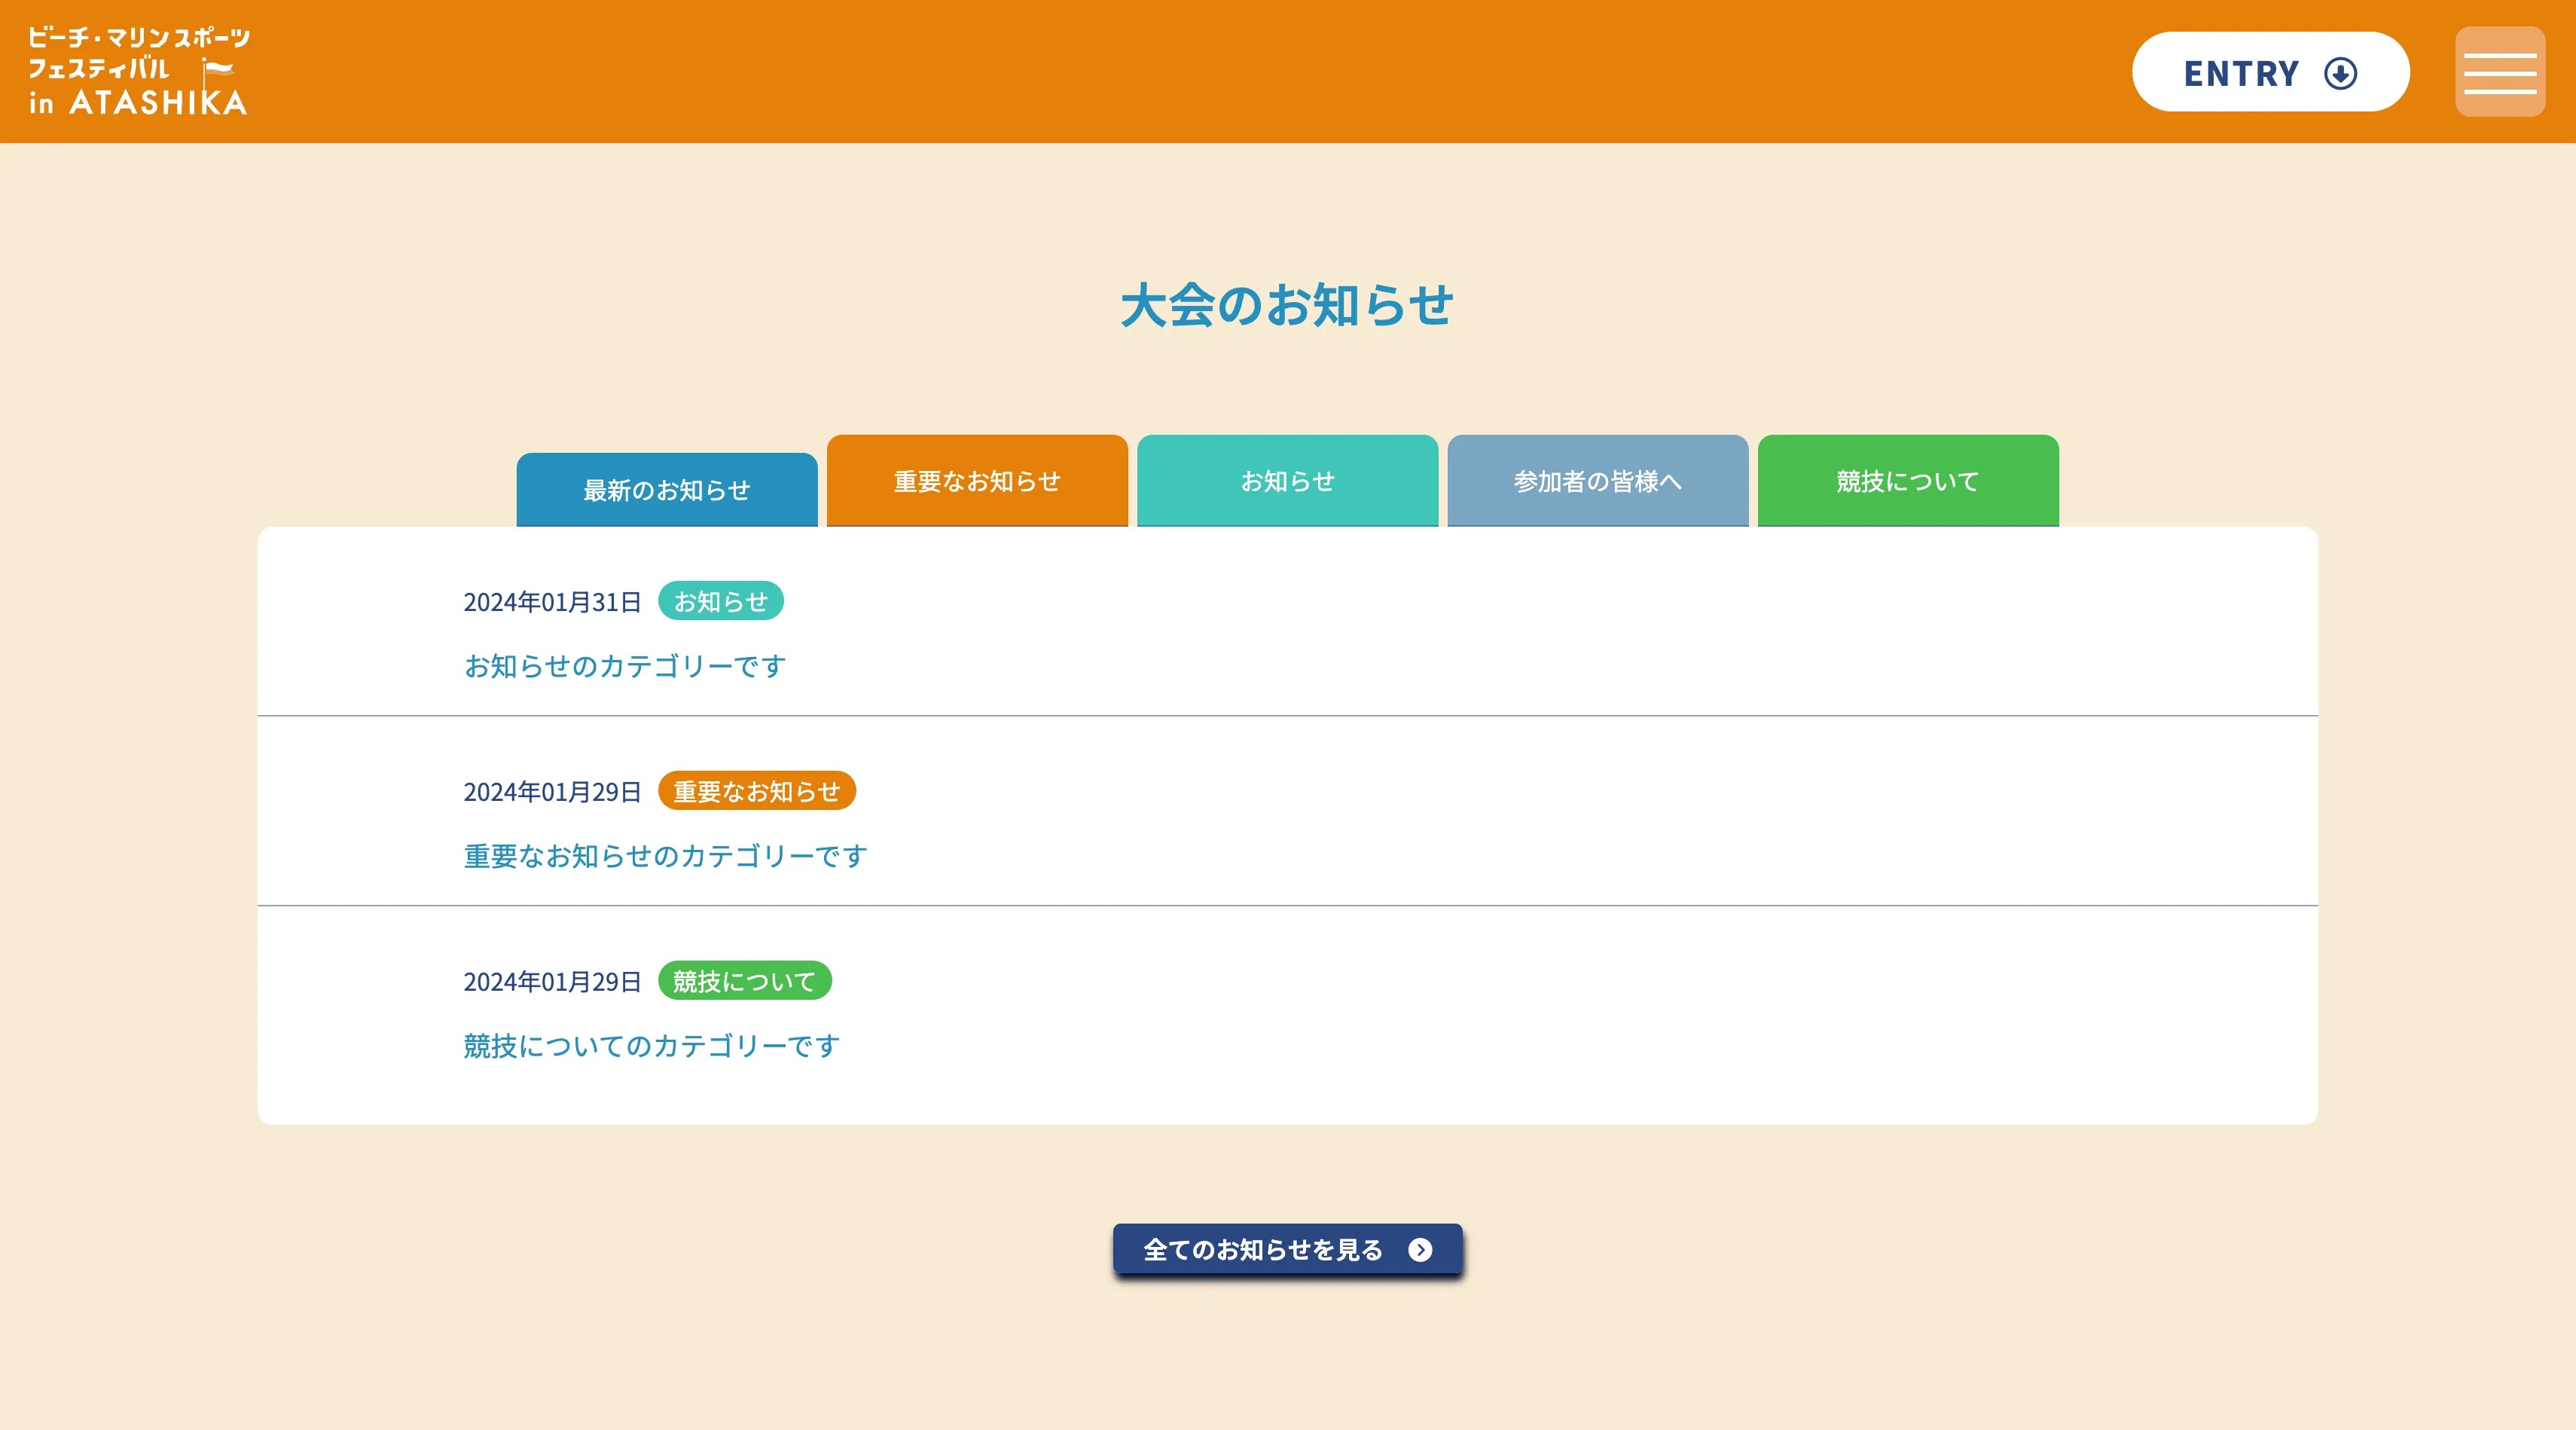 ビーチ・マリンスポーツ
フェスティバル
in ATASHIKA
ENTRY
大会のお知らせ
最新のお知らせ
重要なお知らせ
お知らせ
参加者の皆様へ
競技について
2024年01月31日 お知らせ
お知らせのカテゴリーです
2024年01月29日 重要なお知らせ
重要なお知らせのカテゴリーです
2024年01月29日 競技について
競技についてのカテゴリーです
全てのお知らせを見る